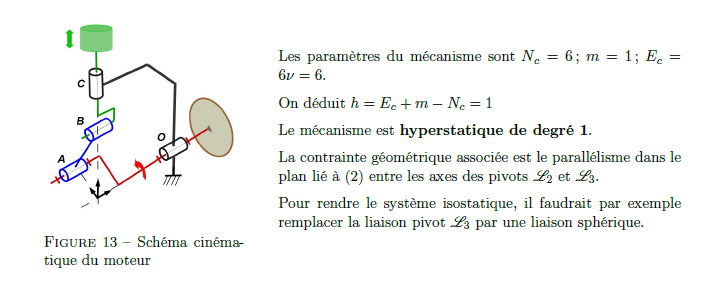 C
B
A
O
FIGURE 13 – Schéma cinéma-
tique du moteur
Les paramètres du mécanisme sont N_c = 6 ; m = 1 ; E_c =
6ν = 6.
On déduit h = E_c + m − N_c = 1
Le mécanisme est hyperstatique de degré 1.
La contrainte géométrique associée est le parallélisme dans le
plan lié à (2) entre les axes des pivots ℒ₂ et ℒ₃.
Pour rendre le système isostatique, il faudrait par exemple
remplacer la liaison pivot ℒ₃ par une liaison sphérique.